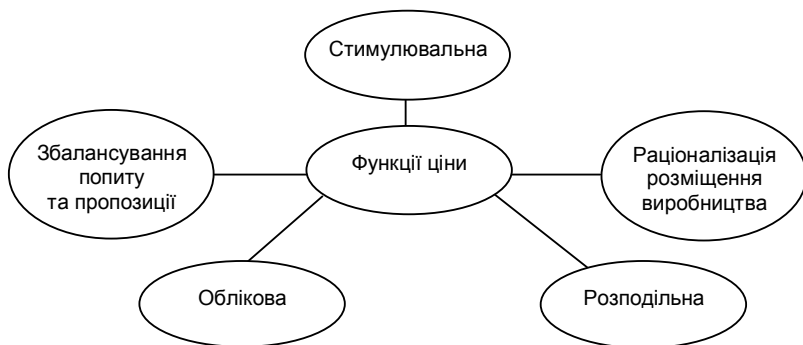 Стимулювальна
Збалансування
попиту
та пропозиції
Функції ціни
Раціоналізація
розміщення
виробництва
Облікова
Розподільна